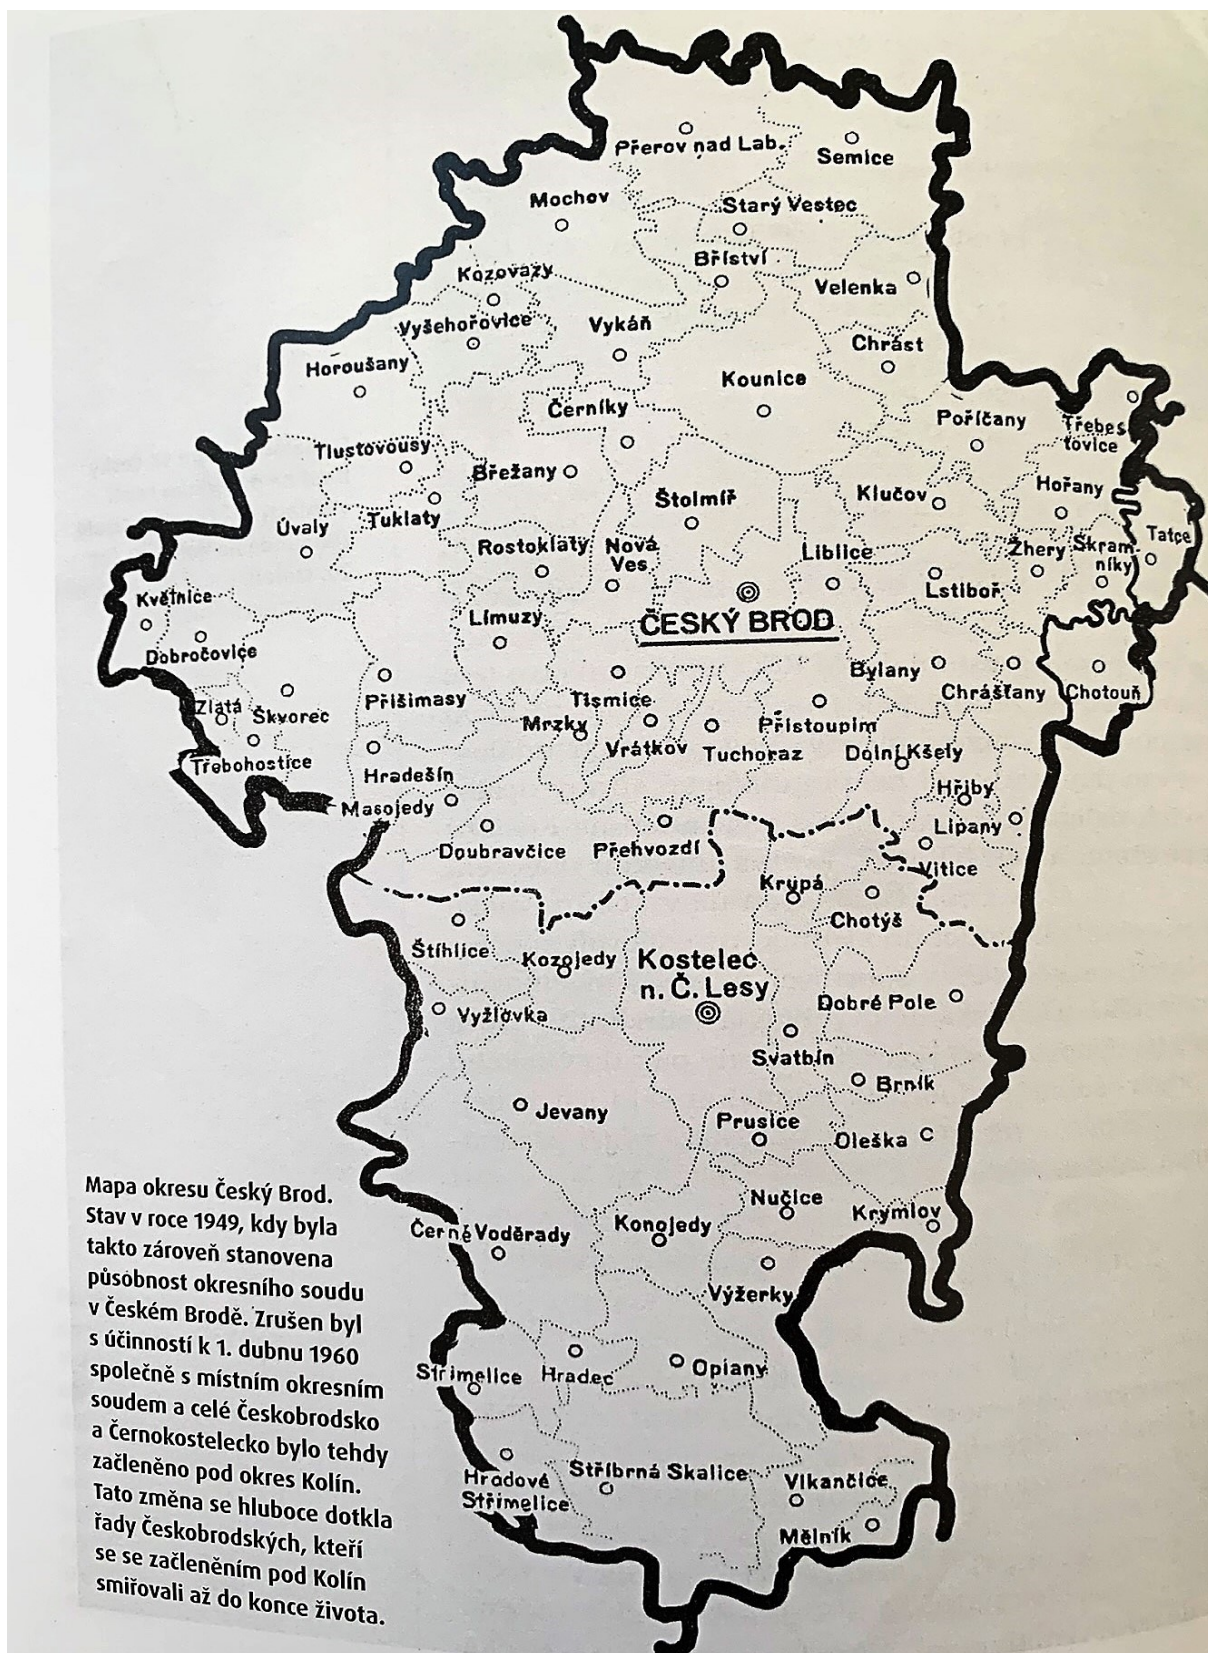 Přerov nad Lab.
Semice
Mochov
Starý Vestec
Bříství
Kozovazy
Velenka
Vyšehořovice
Vykáň
Chrást
Horoušany
Kounice
Černíky
Poříčany
Třebes
tovice
Tlustovousy
Břežany
Štolmíř
Klučov
Hořany
Úvaly
Tuklaty
Rostoklaty
Nová
Ves
Liblice
Žhery
Škram-
níky
Tatce
Lstiboř
Květnice
Límuzy
ČESKÝ BROD
Dobročovice
Bylany
Přišimasy
Tismice
Chrášťany
Chotouň
Zlatá
Škvorec
Mrzky
Vrátkov
Tuchoraz
Přistoupim
Dolní Kšely
Třebohostice
Hradešín
Hřiby
Masojedy
Lipany
Doubravčice
Přehvozdí
Vitice
Krupá
Chotýš
Štíhlice
Kozojedy
Kostelec
n. Č. Lesy
Dobré Pole
Vyžlovka
Svatbín
Brník
Jevany
Prusice
Oleška
Nučice
Konojedy
Krymlov
Černé Voděrady
Výžerky
Střimelice
Hradec
Oplany
Hradové
Střimelice
Stříbrná Skalice
Vlkančice
Mělník
Mapa okresu Český Brod.
Stav v roce 1949, kdy byla
takto zároveň stanovena
působnost okresního soudu
v Českém Brodě. Zrušen byl
s účinností k 1. dubnu 1960
společně s místním okresním
soudem a celé Českobrodsko
a Černokostelecko bylo tehdy
začleněno pod okres Kolín.
Tato změna se hluboce dotkla
řady Českobrodských, kteří
se se začleněním pod Kolín
smiřovali až do konce života.